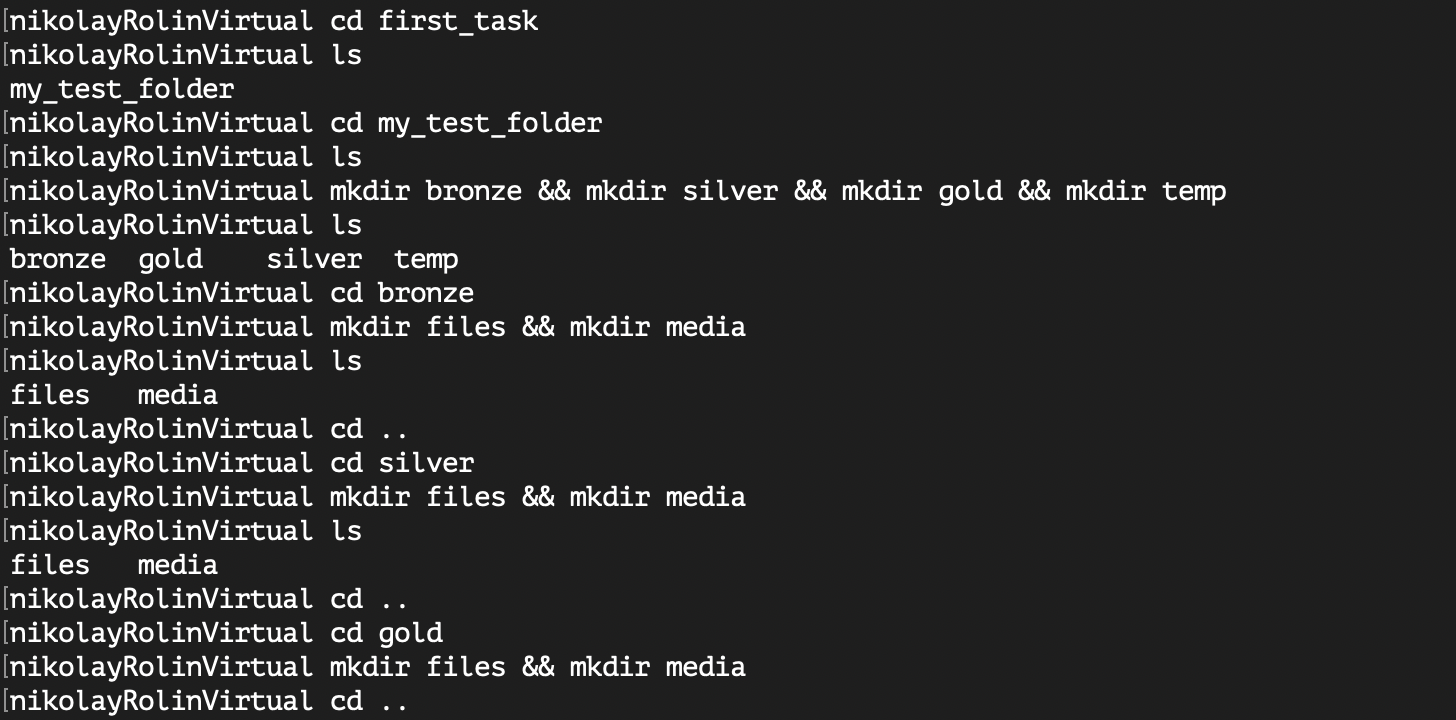 [nikolayRolinVirtual cd first_task
[nikolayRolinVirtual ls
my_test_folder
[nikolayRolinVirtual cd my_test_folder
[nikolayRolinVirtual ls
[nikolayRolinVirtual mkdir bronze && mkdir silver && mkdir gold && mkdir temp
[nikolayRolinVirtual ls
bronze  gold    silver  temp
[nikolayRolinVirtual cd bronze
[nikolayRolinVirtual mkdir files && mkdir media
[nikolayRolinVirtual ls
files   media
[nikolayRolinVirtual cd ..
[nikolayRolinVirtual cd silver
[nikolayRolinVirtual mkdir files && mkdir media
[nikolayRolinVirtual ls
files   media
[nikolayRolinVirtual cd ..
[nikolayRolinVirtual cd gold
[nikolayRolinVirtual mkdir files && mkdir media
[nikolayRolinVirtual cd ..